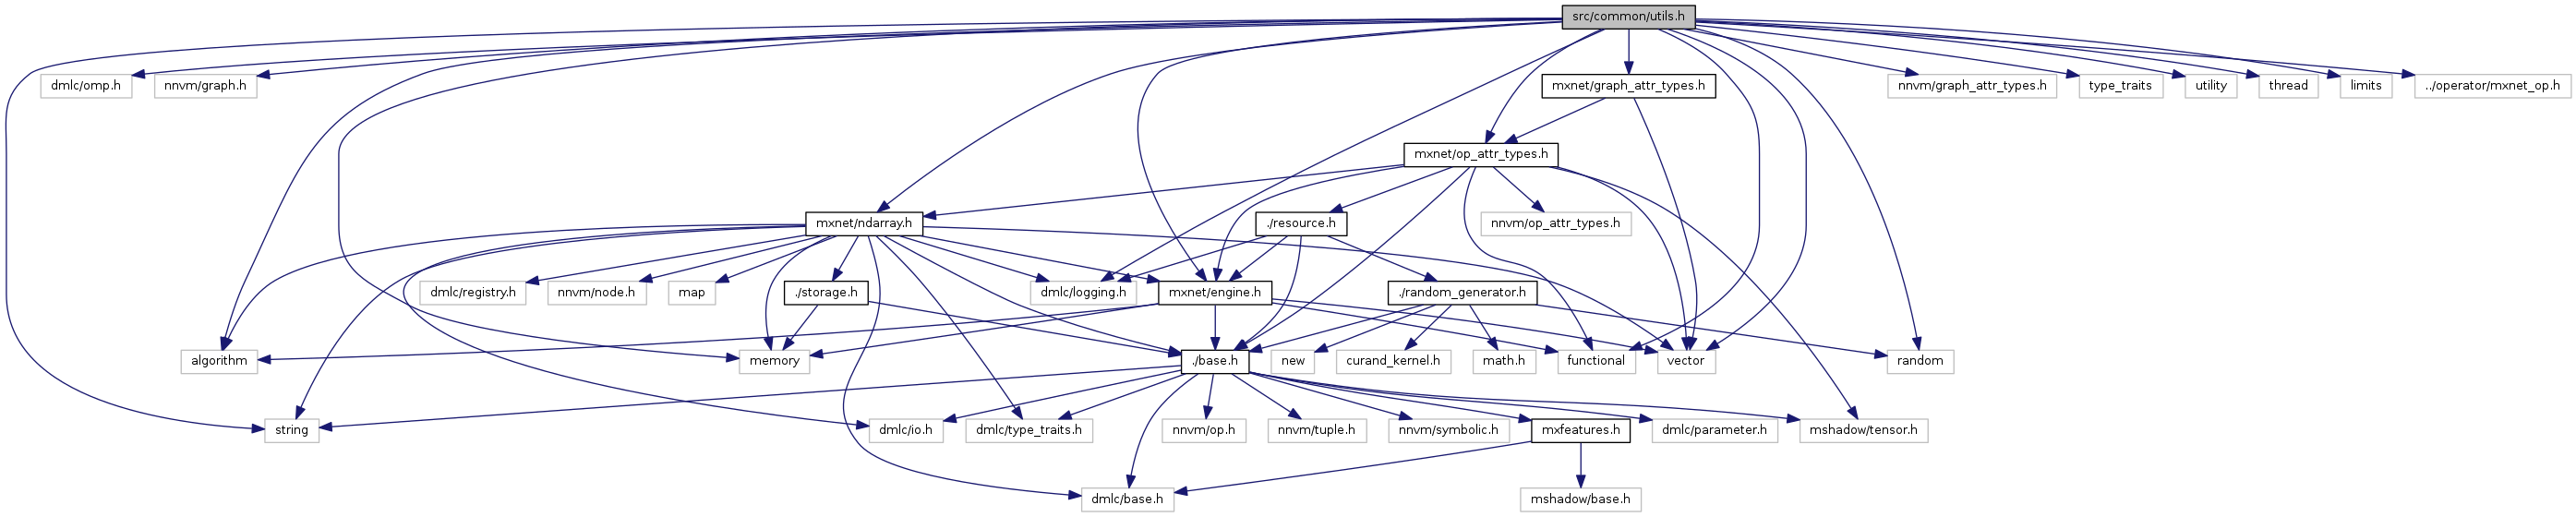 src/common/utils.h
dmlc/omp.h
nnvm/graph.h
mxnet/graph_attr_types.h
nnvm/graph_attr_types.h
type_traits
utility
thread
limits
../operator/mxnet_op.h
mxnet/op_attr_types.h
mxnet/ndarray.h
./resource.h
nnvm/op_attr_types.h
dmlc/registry.h
nnvm/node.h
map
./storage.h
dmlc/logging.h
mxnet/engine.h
./random_generator.h
algorithm
memory
./base.h
new
curand_kernel.h
math.h
functional
vector
random
string
dmlc/io.h
dmlc/type_traits.h
nnvm/op.h
nnvm/tuple.h
nnvm/symbolic.h
mxfeatures.h
dmlc/parameter.h
mshadow/tensor.h
dmlc/base.h
mshadow/base.h